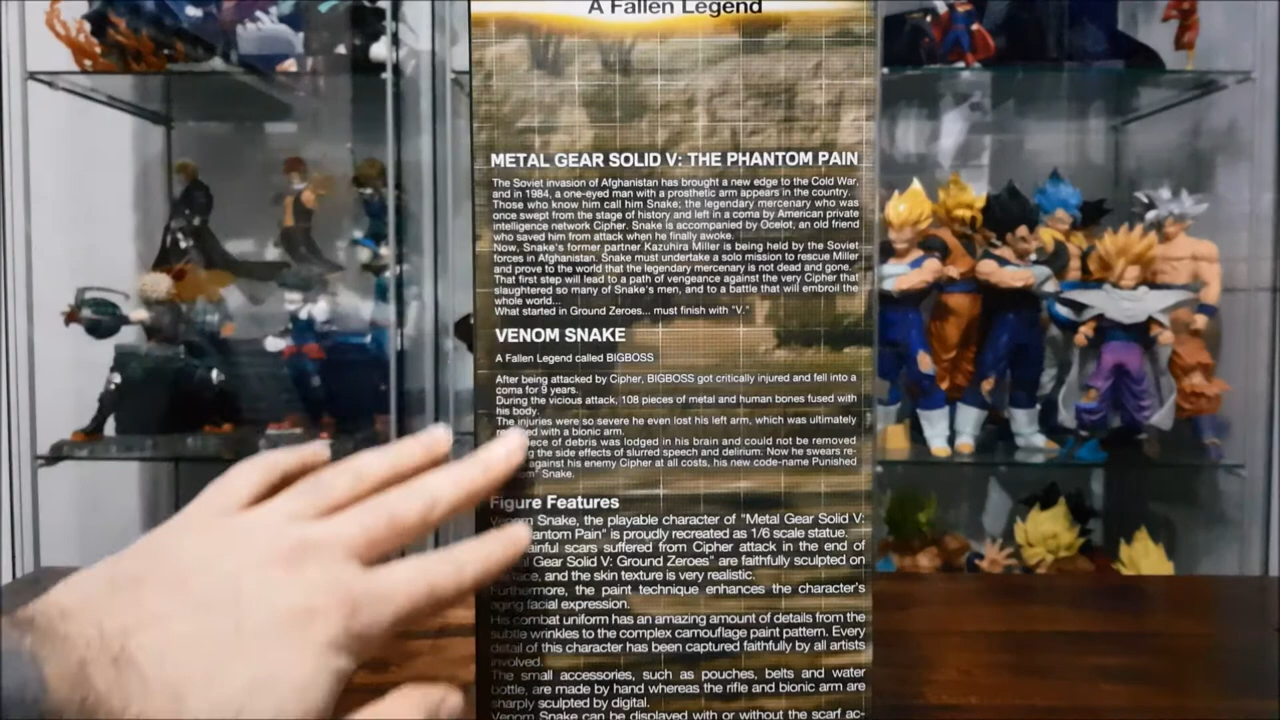 A Fallen Legend
METAL GEAR SOLID V: THE PHANTOM PAIN
The Soviet invasion of Afghanistan has brought a new edge to the Cold War,
and in 1984, a one-eyed man with a prosthetic arm appears in the country.
Those who know him call him Snake; the legendary mercenary who was
once swept from the stage of history and left in a coma by American private
intelligence network Cipher. Snake is accompanied by Ocelot, an old friend
who saved him from attack when he finally awoke.
Now, Snake's former partner Kazuhira Miller is being held by the Soviet
forces in Afghanistan. Snake must undertake a solo mission to rescue Miller
and prove to the world that the legendary mercenary is not dead and gone.
That first step will lead to a path of vengeance against the very Cipher that
slaughtered so many of Snake's men, and to a battle that will embroil the
whole world...
What started in Ground Zeroes... must finish with "V."
VENOM SNAKE
A Fallen Legend called BIGBOSS
After being attacked by Cipher, BIGBOSS got critically injured and fell into a
coma for 9 years.
During the vicious attack, 108 pieces of metal and human bones fused with
his body.
The injuries were so severe he even lost his left arm, which was ultimately
with a bionic arm.
of debris was lodged in his brain and could not be removed
the side effects of slurred speech and delirium. Now he swears re-
against his enemy Cipher at all costs, his new code-name Punished
Snake.
Figure Features
Venom Snake, the playable character of "Metal Gear Solid V:
Phantom Pain" is proudly recreated as 1/6 scale statue.
painful scars suffered from Cipher attack in the end of
Gear Solid V: Ground Zeroes" are faithfully sculpted on
face, and the skin texture is very realistic.
Furthermore, the paint technique enhances the character's
aging facial expression.
His combat uniform has an amazing amount of details from the
subtle wrinkles to the complex camouflage paint pattern. Every
detail of this character has been captured faithfully by all artists
involved.
The small accessories, such as pouches, belts and water
bottle, are made by hand whereas the rifle and bionic arm are
sharply sculpted by digital.
Venom Snake can be displayed with or without the scarf ac-